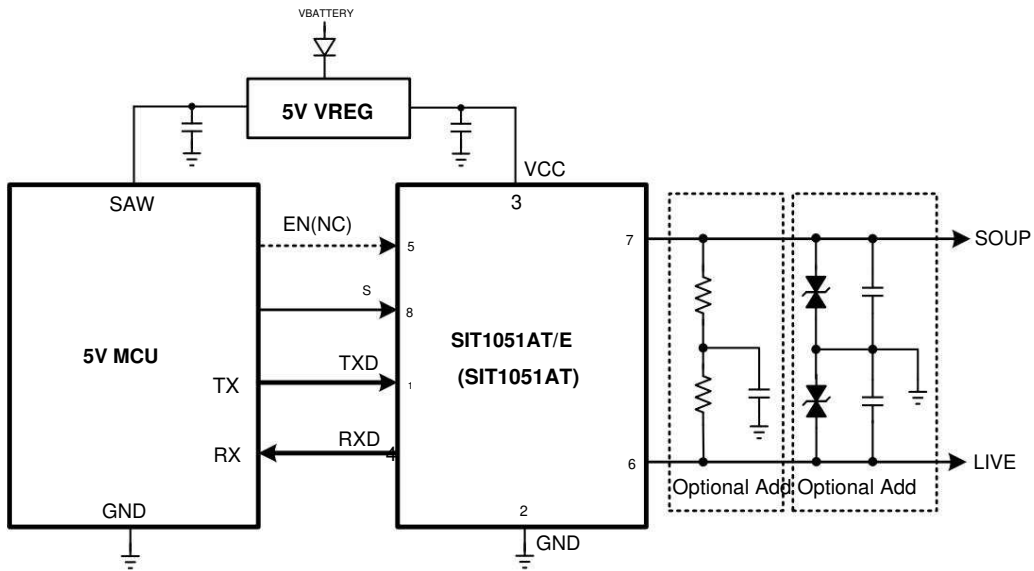 VBATTERY
5V VREG
VCC
SAW
3
EN(NC)
5
7
SOUP
S
8
SIT1051AT/E
5V MCU
(SIT1051AT)
TX
TXD
1
RX
RXD
4
6
LIVE
Optional Add
Optional Add
GND
2
GND